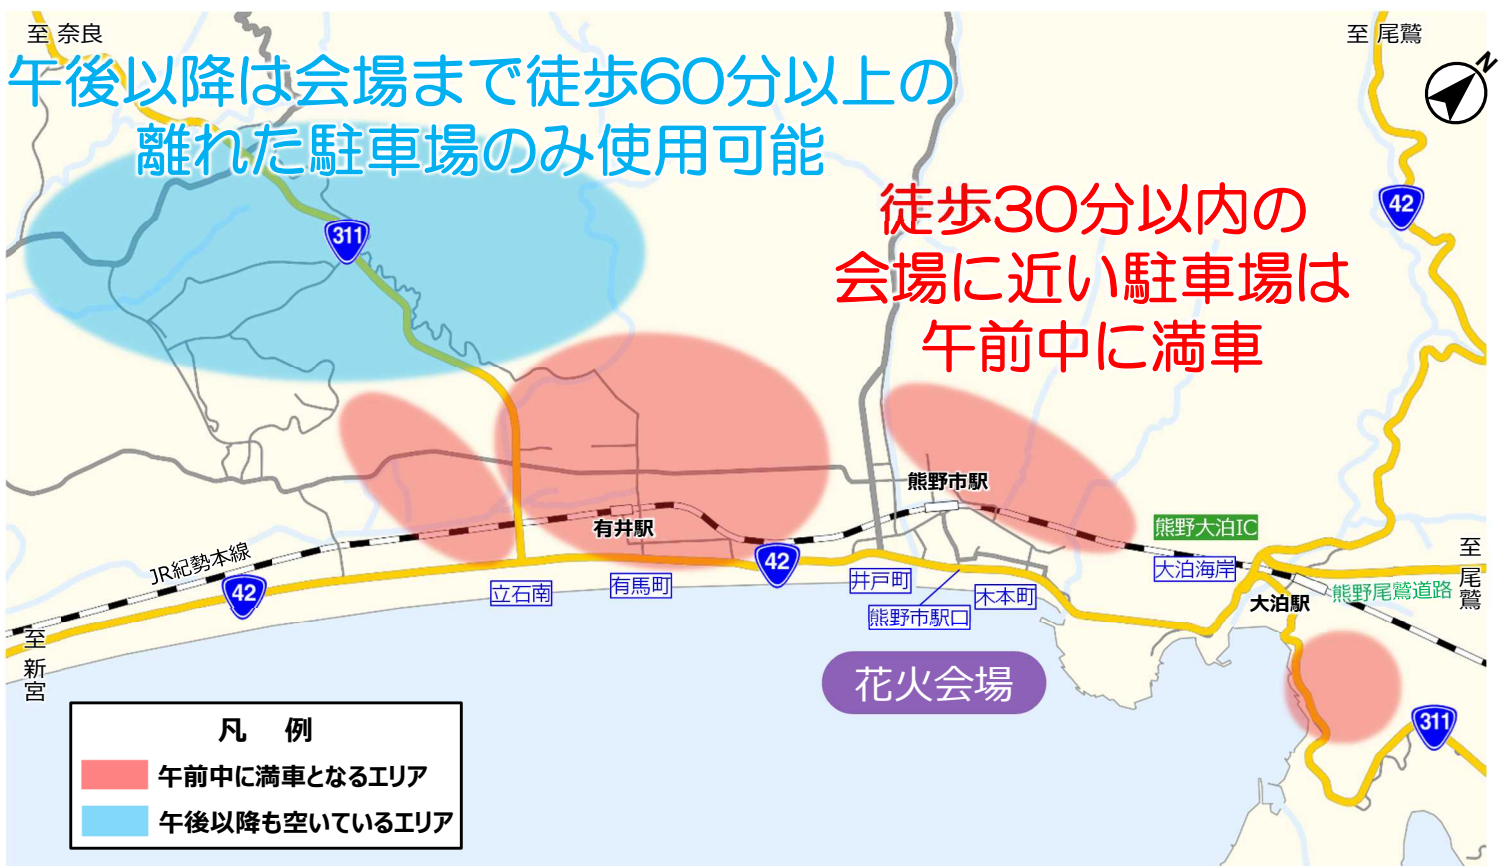 至 奈良
至 尾鷲
N
午後以降は会場まで徒歩60分以上の
離れた駐車場のみ使用可能
徒歩30分以内の
会場に近い駐車場は
午前中に満車
42
311
熊野市駅
有井駅
熊野大泊IC
JR紀勢本線
42
42
立石南
有馬町
井戸町
熊野市駅口
木本町
大泊海岸
大泊駅
熊野尾鷲道路
至 尾鷲
至 新宮
花火会場
311
凡 例
午前中に満車となるエリア
午後以降も空いているエリア